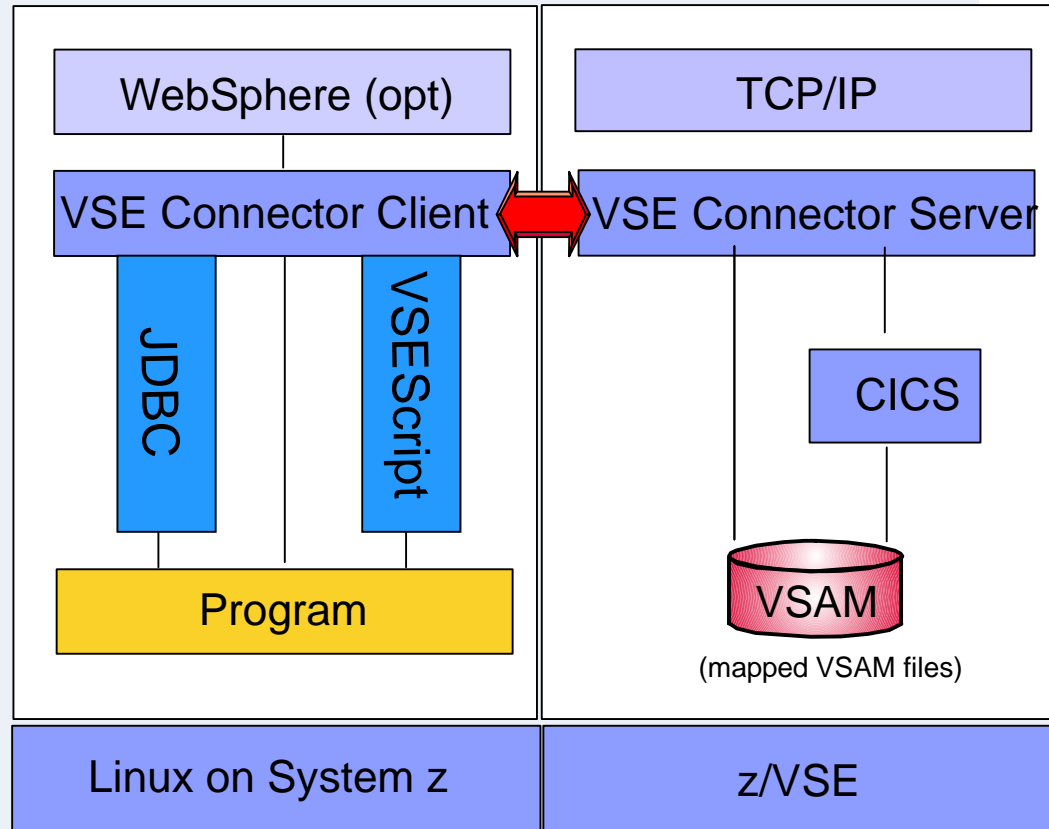 WebSphere (opt)
VSE Connector Client
JDBC
VSEScript
Program
Linux on System z
TCP/IP
VSE Connector Server
CICS
VSAM
(mapped VSAM files)
z/VSE